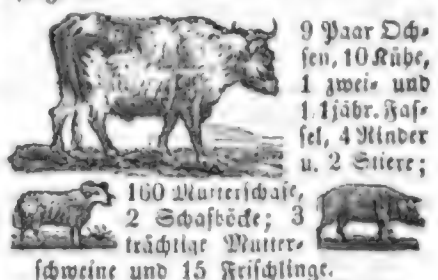 9 Paar Och⸗
sen, 10 Kühe,
1 zwei⸗ und
1 1jähr. Fas⸗
sel, 4 Rinder
u. 2 Stiere;
160 Mutterschafe,
2 Schafböcke; 3
trächtige Mutter⸗
schweine und 15 Frischlinge.